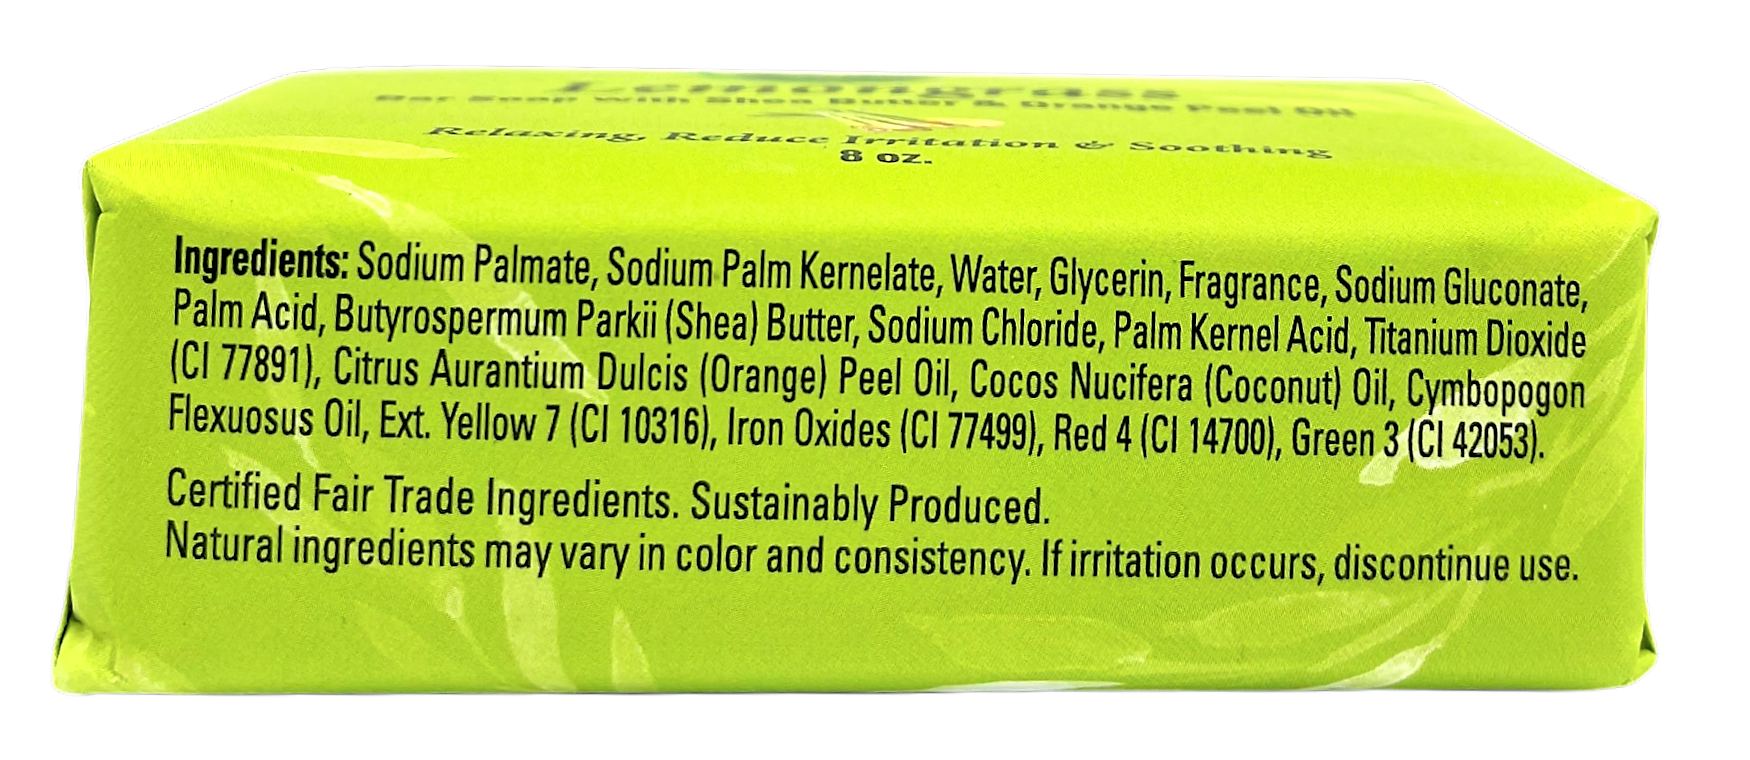 Lemongrass
Bar Soap with Shea Butter & Orange Peel Oil
Relaxing, Reduce Irritation & Soothing
8 oz.
Ingredients: Sodium Palmate, Sodium Palm Kernelate, Water, Glycerin, Fragrance, Sodium Gluconate,
Palm Acid, Butyrospermum Parkii (Shea) Butter, Sodium Chloride, Palm Kernel Acid, Titanium Dioxide
(CI 77891), Citrus Aurantium Dulcis (Orange) Peel Oil, Cocos Nucifera (Coconut) Oil, Cymbopogon
Flexuosus Oil, Ext. Yellow 7 (CI 10316), Iron Oxides (CI 77499), Red 4 (CI 14700), Green 3 (CI 42053).
Certified Fair Trade Ingredients. Sustainably Produced.
Natural ingredients may vary in color and consistency. If irritation occurs, discontinue use.